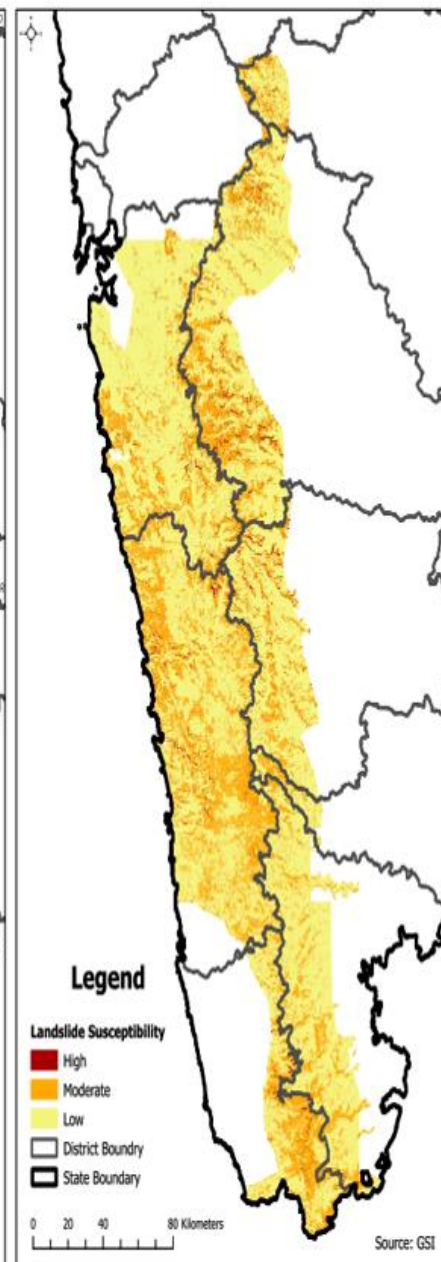 Legend
Landslide Susceptibility
High
Moderate
Low
District Boundry
State Boundary
0 20 40 80 Kilometers
Source: GSI